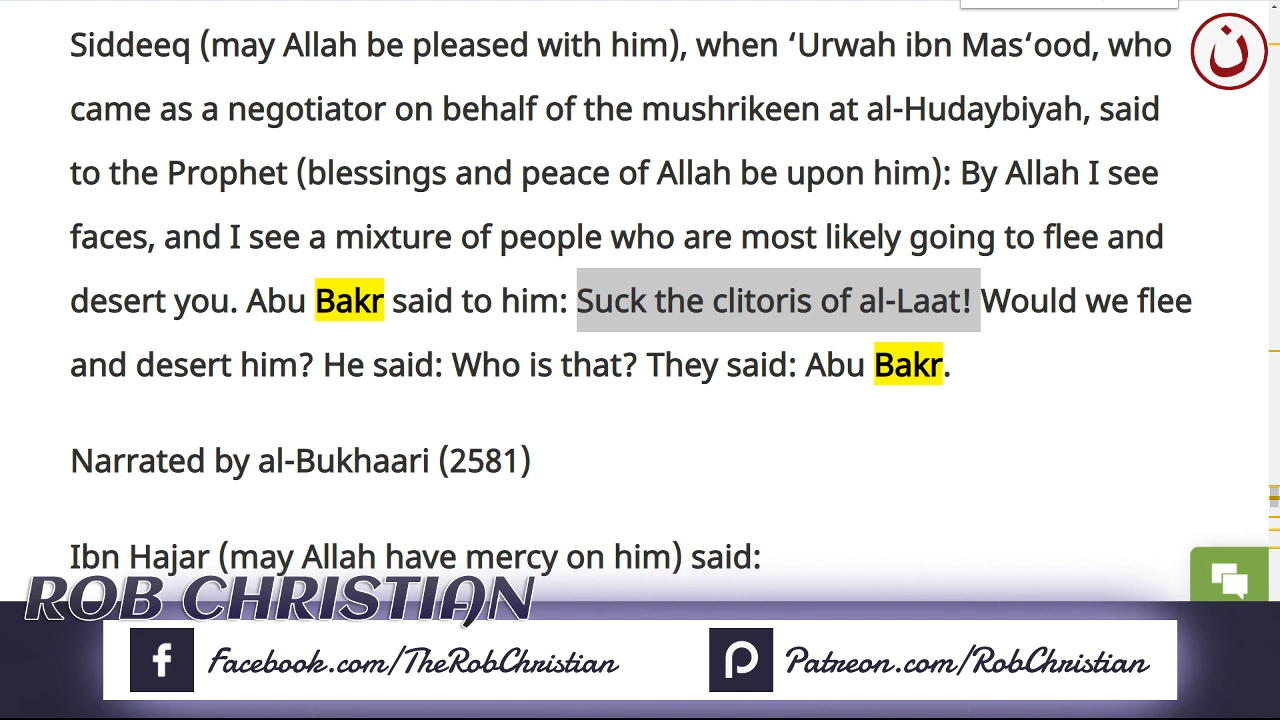 Siddeeq (may Allah be pleased with him), when ‘Urwah ibn Mas‘ood, who
came as a negotiator on behalf of the mushrikeen at al-Hudaybiyah, said
to the Prophet (blessings and peace of Allah be upon him): By Allah I see
faces, and I see a mixture of people who are most likely going to flee and
desert you. Abu Bakr said to him: Suck the clitoris of al-Laat! Would we flee
and desert him? He said: Who is that? They said: Abu Bakr.
Narrated by al-Bukhaari (2581)
Ibn Hajar (may Allah have mercy on him) said:
ن
ROB CHRISTIAN
f Facebook.com/TheRobChristian
Patreon.com/RobChristian